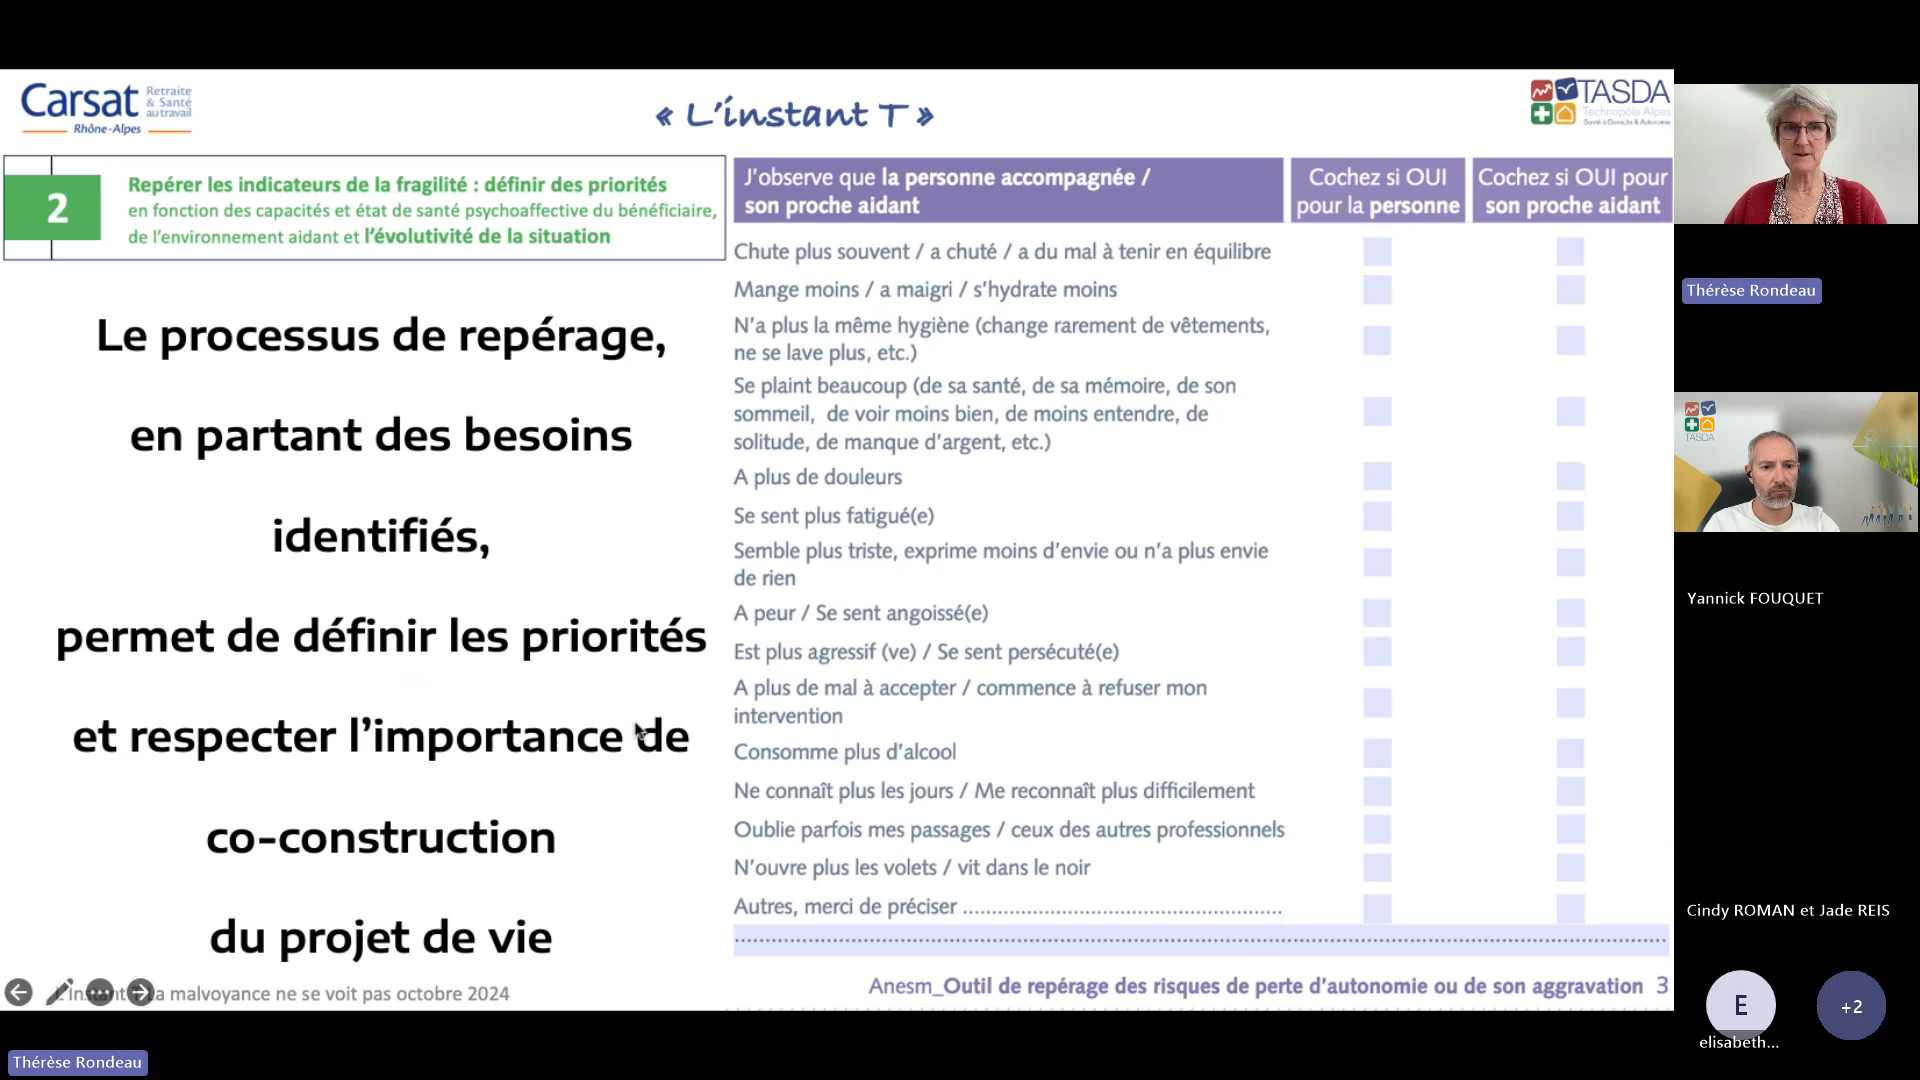 Carsat Retraite
& Santé
au travail
Rhône-Alpes
« L'instant T »
TASDA
Technopôle Alpes
Santé à Domicile & Autonomie
2
Repérer les indicateurs de la fragilité : définir des priorités
en fonction des capacités et état de santé psychoaffective du bénéficiaire,
de l'environnement aidant et l'évolutivité de la situation
Le processus de repérage,
en partant des besoins
identifiés,
permet de définir les priorités
et respecter l'importance de
co-construction
du projet de vie
J'observe que la personne accompagnée /
son proche aidant
Cochez si OUI
pour la personne
Cochez si OUI pour
son proche aidant
Chute plus souvent / a chuté / a du mal à tenir en équilibre
Mange moins / a maigri / s'hydrate moins
N'a plus la même hygiène (change rarement de vêtements,
ne se lave plus, etc.)
Se plaint beaucoup (de sa santé, de sa mémoire, de son
sommeil, de voir moins bien, de moins entendre, de
solitude, de manque d'argent, etc.)
A plus de douleurs
Se sent plus fatigué(e)
Semble plus triste, exprime moins d'envie ou n'a plus envie
de rien
A peur / Se sent angoissé(e)
Est plus agressif (ve) / Se sent persécuté(e)
A plus de mal à accepter / commence à refuser mon
intervention
Consomme plus d'alcool
Ne connaît plus les jours / Me reconnaît plus difficilement
Oublie parfois mes passages / ceux des autres professionnels
N'ouvre plus les volets / vit dans le noir
Autres, merci de préciser ....................................................
L'instant T La malvoyance ne se voit pas octobre 2024
Anesm_Outil de repérage des risques de perte d'autonomie ou de son aggravation 3
Thérèse Rondeau
TASDA
Yannick FOUQUET
Cindy ROMAN et Jade REIS
E
elisabeth...
+2
Thérèse Rondeau